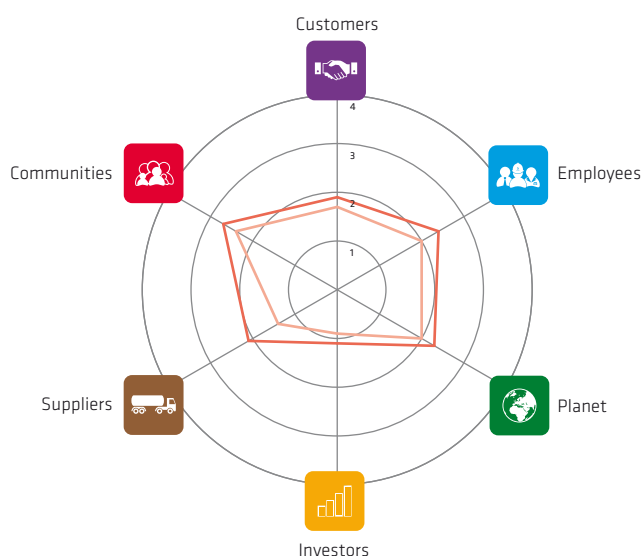 Customers
4
3
Communities
Employees
2
1
Suppliers
Planet
Investors